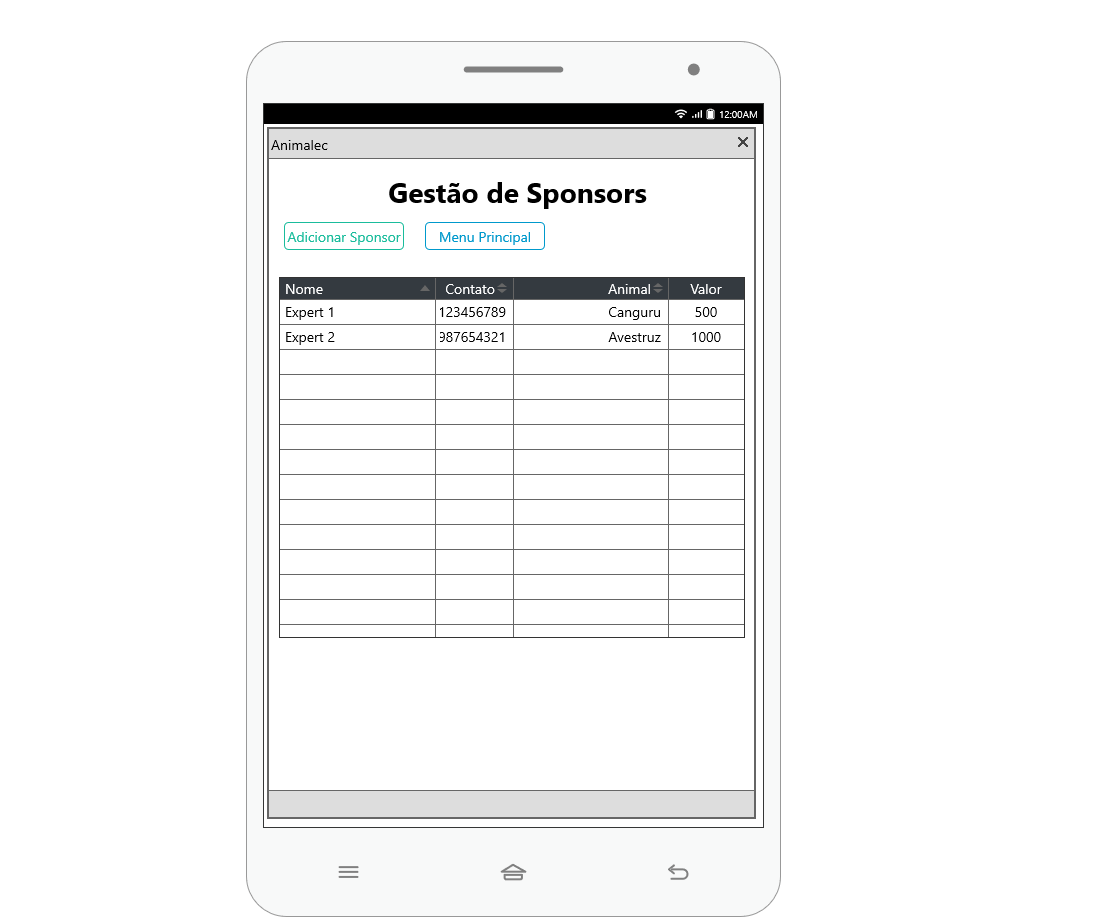 12:00AM
Animalec
Gestão de Sponsors
Adicionar Sponsor Menu Principal
Nome Contato Animal Valor
Expert 1 123456789 Canguru 500
Expert 2 987654321 Avestruz 1000